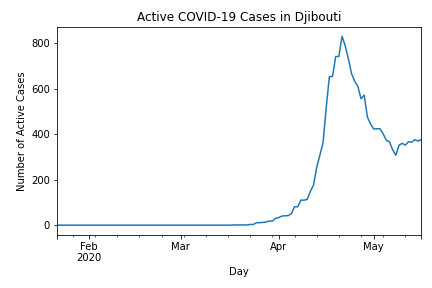 Active COVID-19 Cases in Djibouti
Number of Active Cases
800
600
400
200
0
Feb
2020
Mar
Apr
May
Day